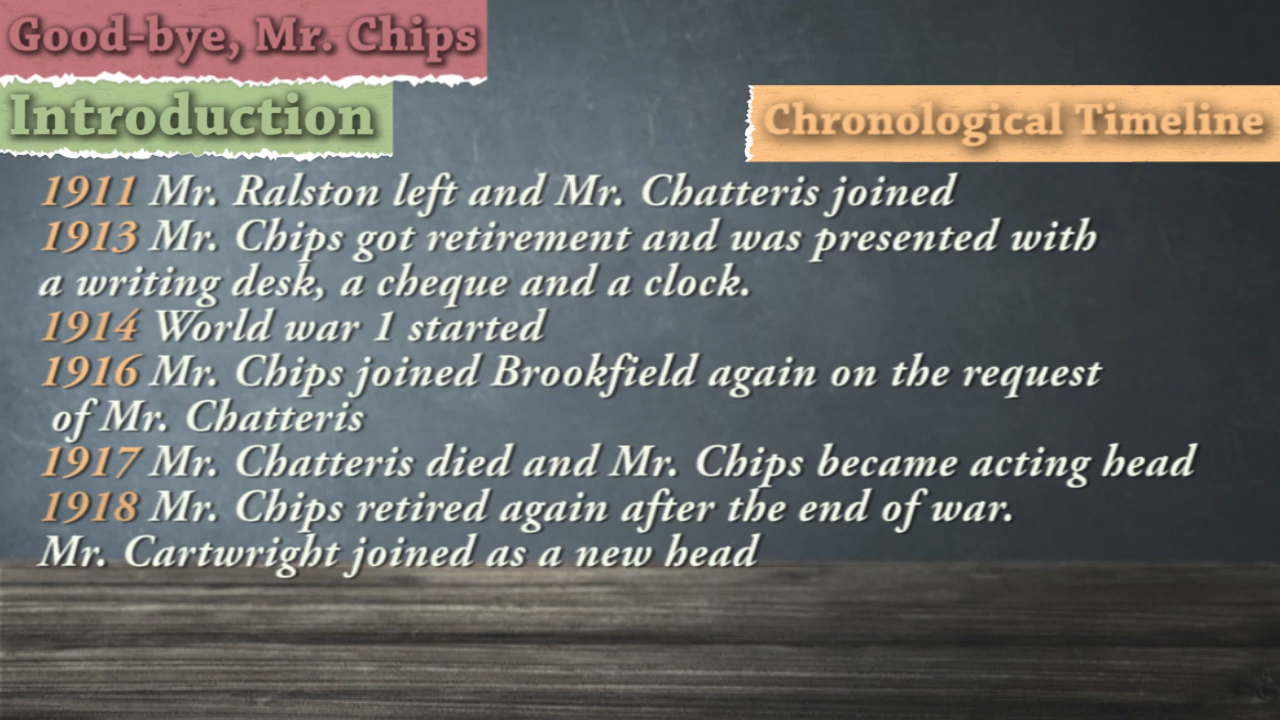 Good-bye, Mr. Chips
Introduction
Chronological Timeline
1911 Mr. Ralston left and Mr. Chatteris joined
1913 Mr. Chips got retirement and was presented with
a writing desk, a cheque and a clock.
1914 World war 1 started
1916 Mr. Chips joined Brookfield again on the request
of Mr. Chatteris
1917 Mr. Chatteris died and Mr. Chips became acting head
1918 Mr. Chips retired again after the end of war.
Mr. Cartwright joined as a new head